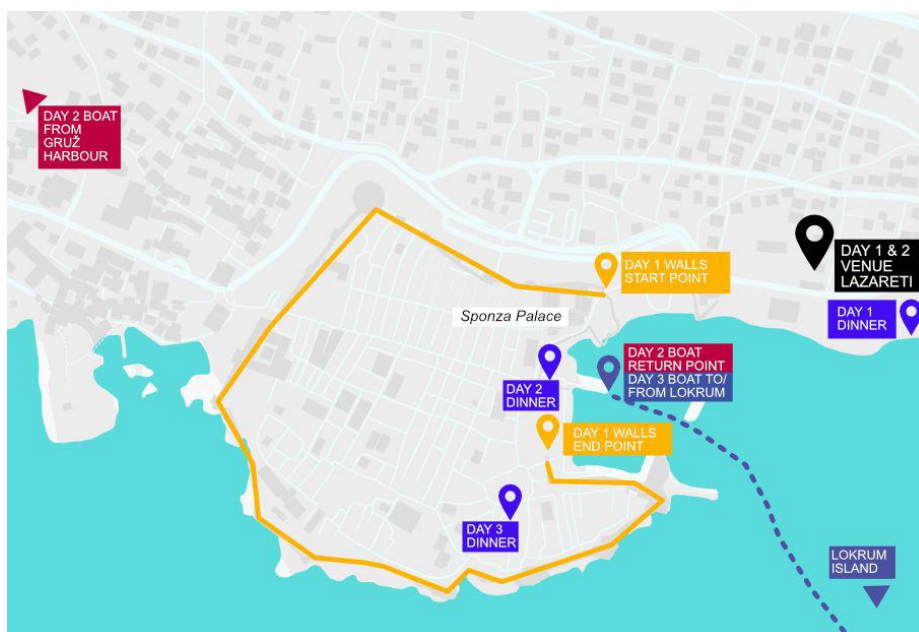 DAY 2 BOAT
FROM
GRUŽ
HARBOUR
DAY 1 & 2
VENUE
LAZARETI
DAY 1 WALLS
START POINT
DAY 1
DINNER
Sponza Palace
DAY 2 BOAT
RETURN POINT
DAY 3 BOAT TO/
FROM LOKRUM
DAY 2
DINNER
DAY 1 WALLS
END POINT
DAY 3
DINNER
LOKRUM
ISLAND